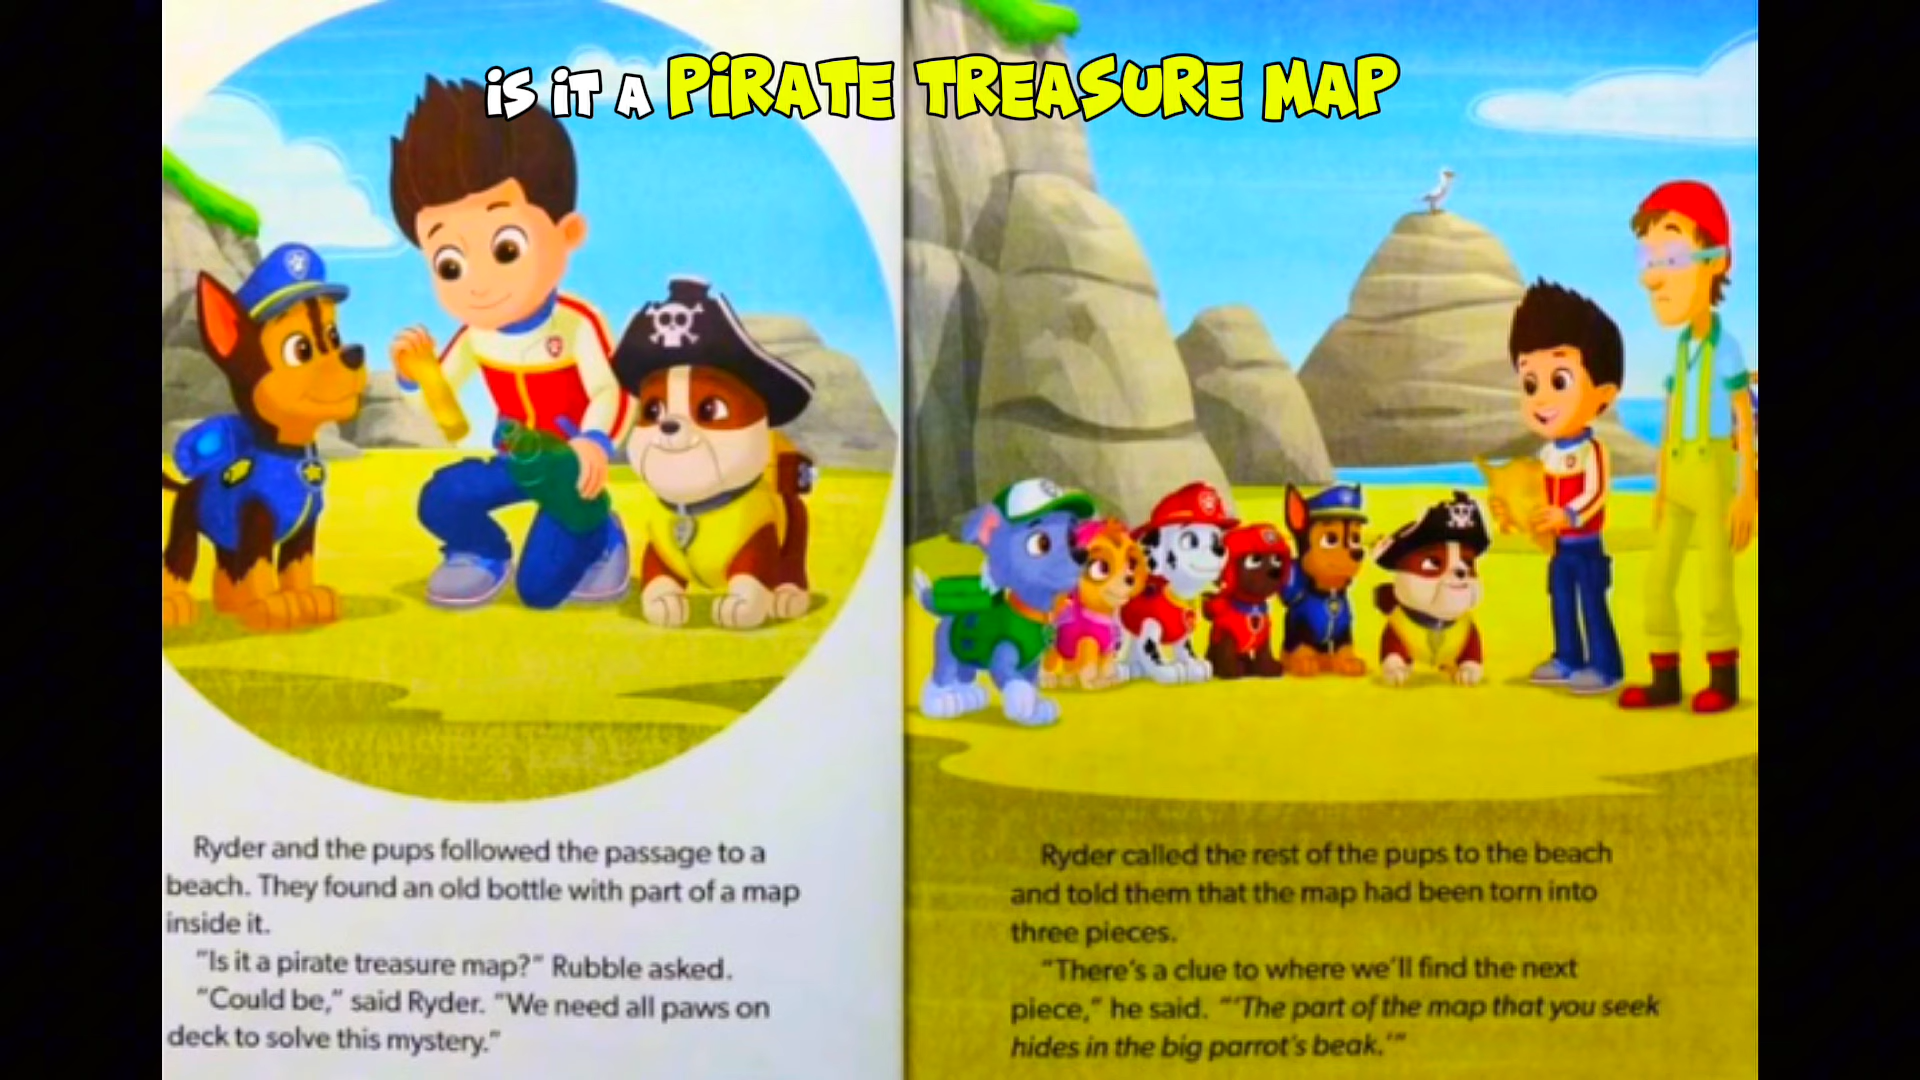 iS iT A PiRATE TREASURE MAP
Ryder and the pups followed the passage to a
beach. They found an old bottle with part of a map
inside it.
"Is it a pirate treasure map?" Rubble asked.
"Could be," said Ryder. "We need all paws on
deck to solve this mystery."
Ryder called the rest of the pups to the beach
and told them that the map had been torn into
three pieces.
"There's a clue to where we'll find the next
piece," he said. "'The part of the map that you seek
hides in the big parrot's beak.'"